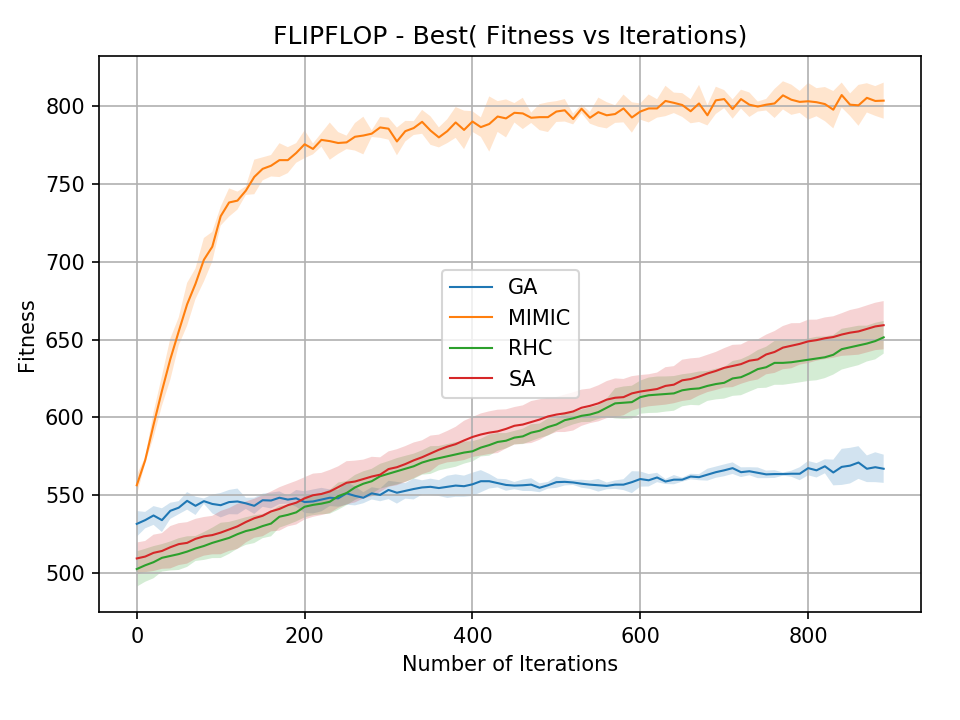 FLIPFLOP - Best( Fitness vs Iterations)
Fitness
800
750
700
650
600
550
500
GA
MIMIC
RHC
SA
0 200 400 600 800
Number of Iterations